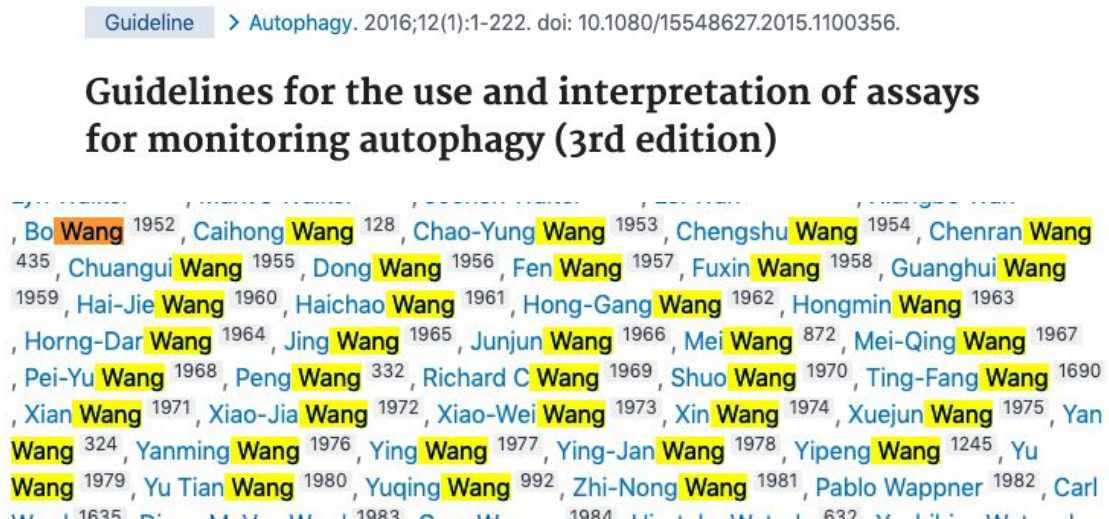 Guideline > Autophagy. 2016;12(1):1-222. doi: 10.1080/15548627.2015.1100356.
Guidelines for the use and interpretation of assays
for monitoring autophagy (3rd edition)
, Bo Wang 1952 , Caihong Wang 128 , Chao-Yung Wang 1953 , Chengshu Wang 1954 , Chenran Wang
435 , Chuangui Wang 1955 , Dong Wang 1956 , Fen Wang 1957 , Fuxin Wang 1958 , Guanghui Wang
1959 , Hai-Jie Wang 1960 , Haichao Wang 1961 , Hong-Gang Wang 1962 , Hongmin Wang 1963
, Horng-Dar Wang 1964 , Jing Wang 1965 , Junjun Wang 1966 , Mei Wang 872 , Mei-Qing Wang 1967
, Pei-Yu Wang 1968 , Peng Wang 332 , Richard C Wang 1969 , Shuo Wang 1970 , Ting-Fang Wang 1690
, Xian Wang 1971 , Xiao-Jia Wang 1972 , Xiao-Wei Wang 1973 , Xin Wang 1974 , Xuejun Wang 1975 , Yan
Wang 324 , Yanming Wang 1976 , Ying Wang 1977 , Ying-Jan Wang 1978 , Yipeng Wang 1245 , Yu
Wang 1979 , Yu Tian Wang 1980 , Yuqing Wang 992 , Zhi-Nong Wang 1981 , Pablo Wappner 1982 , Carl
1635 1983 1984 632